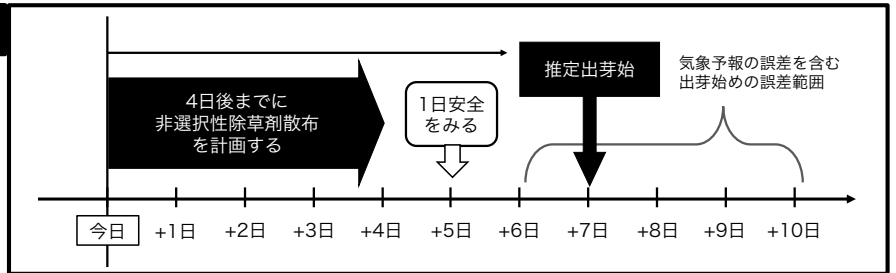 4日後までに
非選択性除草剤散布
を計画する
1日安全
をみる
推定出芽始
気象予報の誤差を含む
出芽始めの誤差範囲
今日 +1日 +2日 +3日 +4日 +5日 +6日 +7日 +8日 +9日 +10日